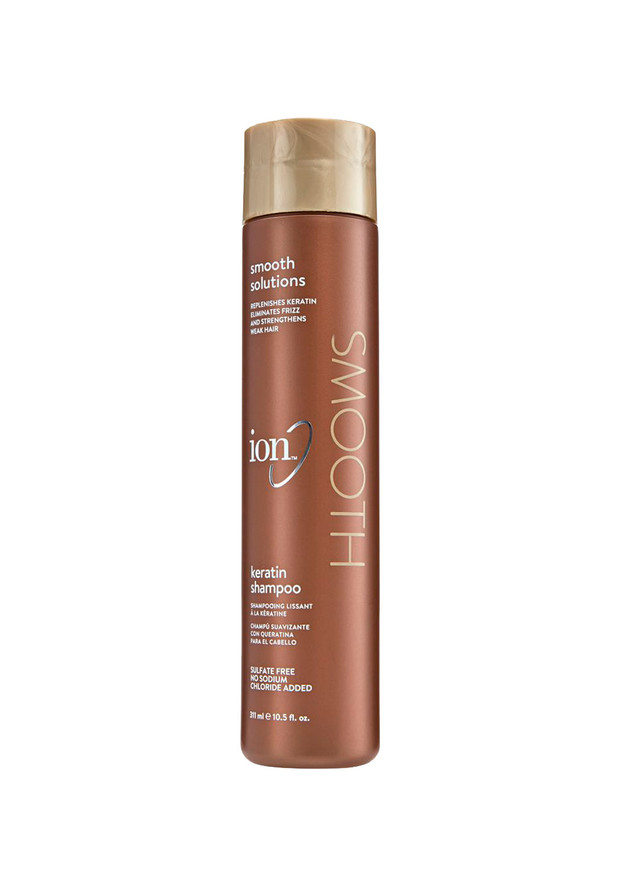 smooth
solutions
REPLENISHES KERATIN
ELIMINATES FRIZZ
AND STRENGTHENS
WEAK HAIR
SMOOTH
ion™
keratin
shampoo
SHAMPOOING LISSANT
À LA KÉRATINE
CHAMPÚ SUAVIZANTE
CON QUERATINA
PARA EL CABELLO
SULFATE FREE
NO SODIUM
CHLORIDE ADDED
311 ml ℮ 10.5 fl. oz.